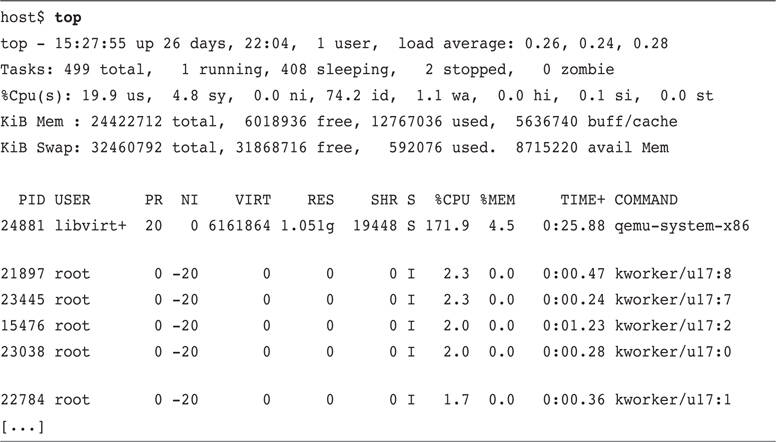 host$ top
top - 15:27:55 up 26 days, 22:04,  1 user,  load average: 0.26, 0.24, 0.28
Tasks: 499 total,   1 running, 408 sleeping,   2 stopped,   0 zombie
%Cpu(s): 19.9 us,  4.8 sy,  0.0 ni, 74.2 id,  1.1 wa,  0.0 hi,  0.1 si,  0.0 st
KiB Mem : 24422712 total,  6018936 free, 12767036 used,  5636740 buff/cache
KiB Swap: 32460792 total, 31868716 free,   592076 used.  8715220 avail Mem
  PID USER      PR  NI    VIRT    RES    SHR S  %CPU %MEM     TIME+ COMMAND
24881 libvirt+  20   0 6161864 1.051g  19448 S 171.9  4.5   0:25.88 qemu-system-x86
21897 root       0 -20       0      0      0 I   2.3  0.0   0:00.47 kworker/u17:8
23445 root       0 -20       0      0      0 I   2.3  0.0   0:00.24 kworker/u17:7
15476 root       0 -20       0      0      0 I   2.0  0.0   0:01.23 kworker/u17:2
23038 root       0 -20       0      0      0 I   2.0  0.0   0:00.28 kworker/u17:0
22784 root       0 -20       0      0      0 I   1.7  0.0   0:00.36 kworker/u17:1
[...]